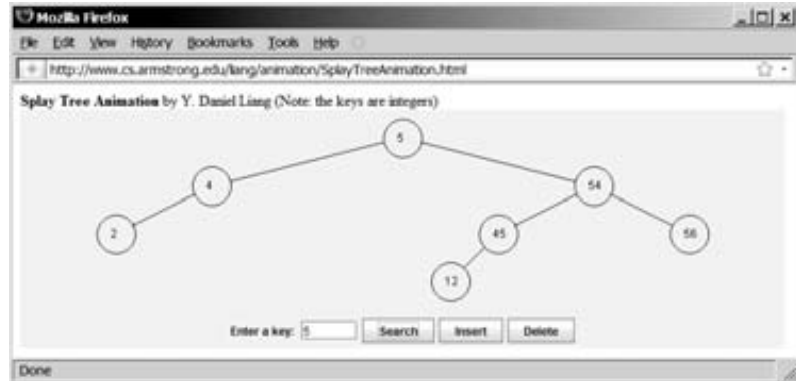 Mozilla Firefox
File Edit View History Bookmarks Tools Help
http://www.cs.armstrong.edu/liang/animation/SplayTreeAnimation.html
Splay Tree Animation by Y. Daniel Liang (Note: the keys are integers)
5
4 54
2 45 56
12
Enter a key: 5 Search Insert Delete
Done